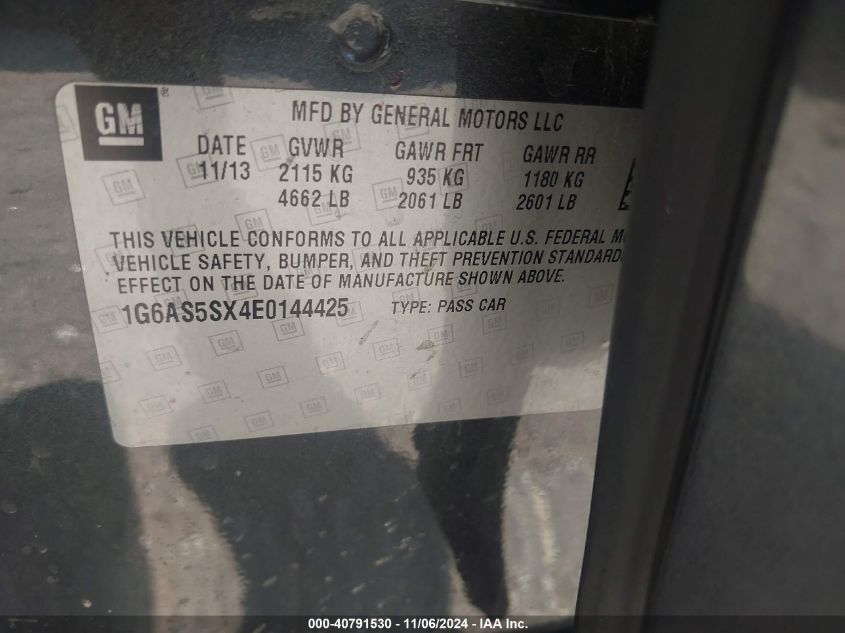 GM ®
MFD BY GENERAL MOTORS LLC
DATE GVWR GAWR FRT GAWR RR
11/13 2115 KG 935 KG 1180 KG
4662 LB 2061 LB 2601 LB
THIS VEHICLE CONFORMS TO ALL APPLICABLE U.S. FEDERAL
VEHICLE SAFETY, BUMPER, AND THEFT PREVENTION STANDARD
EFFECT ON THE DATE OF MANUFACTURE SHOWN ABOVE.
1G6AS5SX4E0144425 TYPE: PASS CAR
000-40791530 - 11/06/2024 - IAA Inc.